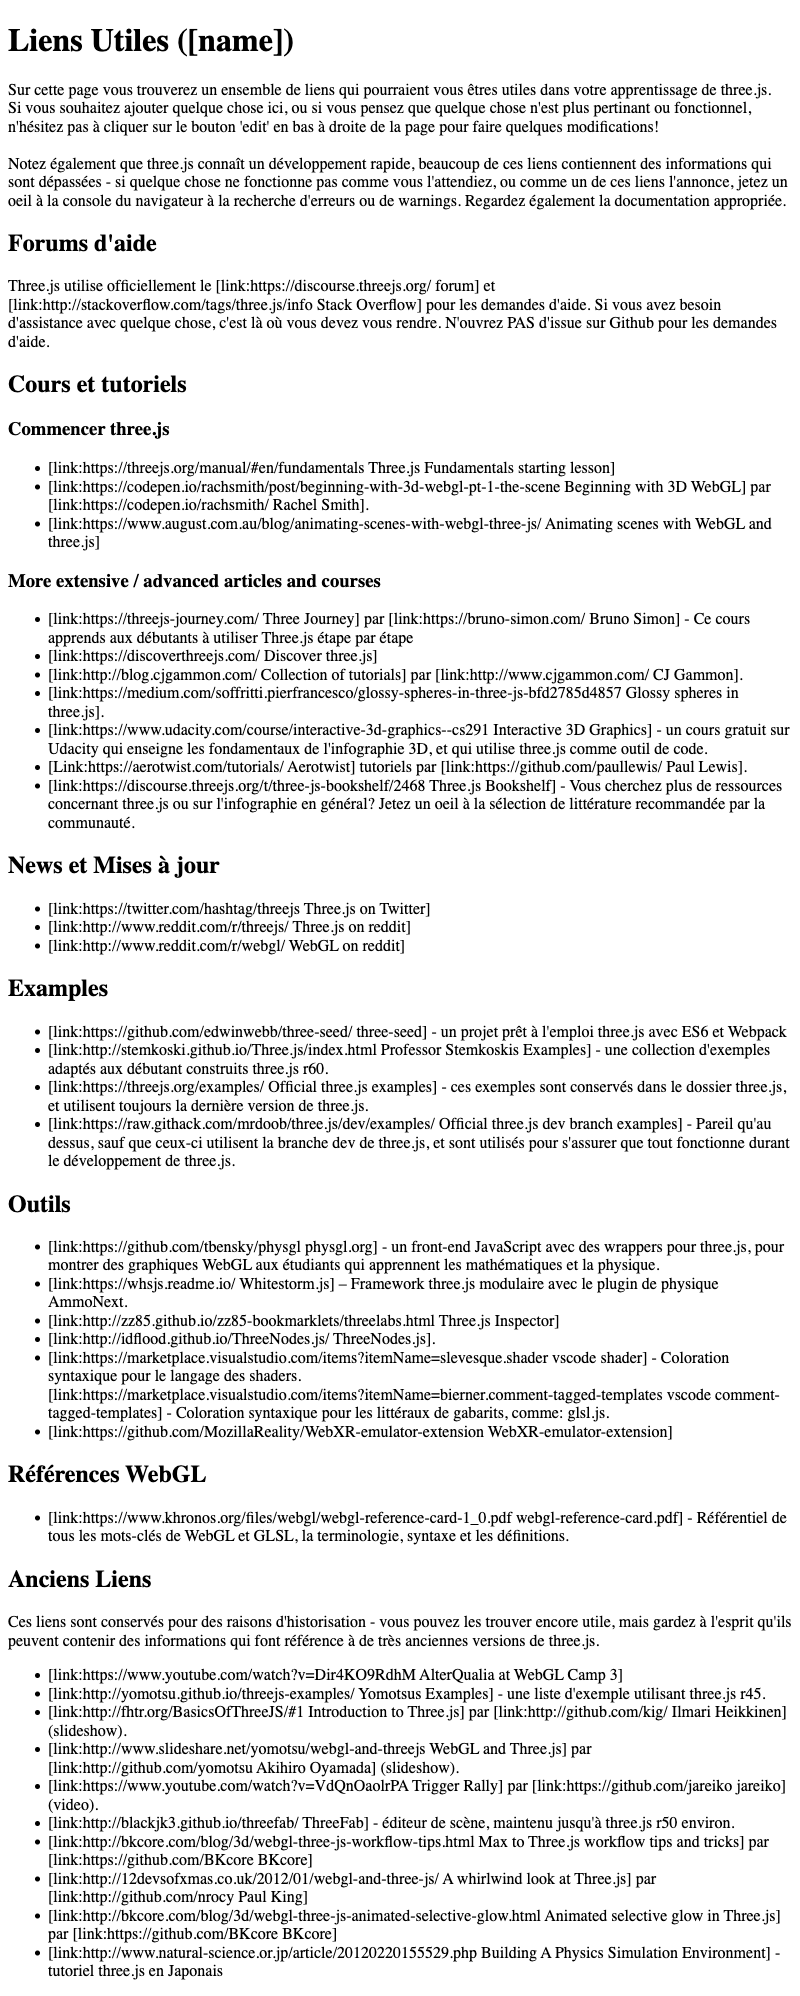 Liens Utiles ([name])
Sur cette page vous trouverez un ensemble de liens qui pourraient vous êtres utiles dans votre apprentissage de three.js.
Si vous souhaitez ajouter quelque chose ici, ou si vous pensez que quelque chose n'est plus pertinant ou fonctionnel,
n'hésitez pas à cliquer sur le bouton 'edit' en bas à droite de la page pour faire quelques modifications!
Notez également que three.js connaît un développement rapide, beaucoup de ces liens contiennent des informations qui
sont dépassées - si quelque chose ne fonctionne pas comme vous l'attendiez, ou comme un de ces liens l'annonce, jetez un
oeil à la console du navigateur à la recherche d'erreurs ou de warnings. Regardez également la documentation appropriée.
Forums d'aide
Three.js utilise officiellement le [link:https://discourse.threejs.org/ forum] et
[link:http://stackoverflow.com/tags/three.js/info Stack Overflow] pour les demandes d'aide. Si vous avez besoin
d'assistance avec quelque chose, c'est là où vous devez vous rendre. N'ouvrez PAS d'issue sur Github pour les demandes
d'aide.
Cours et tutoriels
Commencer three.js
• [link:https://threejs.org/manual/#en/fundamentals Three.js Fundamentals starting lesson]
• [link:https://codepen.io/rachsmith/post/beginning-with-3d-webgl-pt-1-the-scene Beginning with 3D WebGL] par
[link:https://codepen.io/rachsmith/ Rachel Smith].
• [link:https://www.august.com.au/blog/animating-scenes-with-webgl-three-js/ Animating scenes with WebGL and
three.js]
More extensive / advanced articles and courses
• [link:https://threejs-journey.com/ Three Journey] par [link:https://bruno-simon.com/ Bruno Simon] - Ce cours
apprends aux débutants à utiliser Three.js étape par étape
• [link:https://discoverthreejs.com/ Discover three.js]
• [link:http://blog.cjgammon.com/ Collection of tutorials] par [link:http://www.cjgammon.com/ CJ Gammon].
• [link:https://medium.com/soffritti.pierfrancesco/glossy-spheres-in-three-js-bfd2785d4857 Glossy spheres in
three.js].
• [link:https://www.udacity.com/course/interactive-3d-graphics--cs291 Interactive 3D Graphics] - un cours gratuit sur
Udacity qui enseigne les fondamentaux de l'infographie 3D, et qui utilise three.js comme outil de code.
• [Link:https://aerotwist.com/tutorials/ Aerotwist] tutoriels par [link:https://github.com/paullewis/ Paul Lewis].
• [link:https://discourse.threejs.org/t/three-js-bookshelf/2468 Three.js Bookshelf] - Vous cherchez plus de ressources
concernant three.js ou sur l'infographie en général? Jetez un oeil à la sélection de littérature recommandée par la
communauté.
News et Mises à jour
• [link:https://twitter.com/hashtag/threejs Three.js on Twitter]
• [link:http://www.reddit.com/r/threejs/ Three.js on reddit]
• [link:http://www.reddit.com/r/webgl/ WebGL on reddit]
Examples
• [link:https://github.com/edwinwebb/three-seed/ three-seed] - un projet prêt à l'emploi three.js avec ES6 et Webpack
• [link:http://stemkoski.github.io/Three.js/index.html Professor Stemkoskis Examples] - une collection d'exemples
adaptés aux débutant construits three.js r60.
• [link:https://threejs.org/examples/ Official three.js examples] - ces exemples sont conservés dans le dossier three.js,
et utilisent toujours la dernière version de three.js.
• [link:https://raw.githack.com/mrdoob/three.js/dev/examples/ Official three.js dev branch examples] - Pareil qu'au
dessus, sauf que ceux-ci utilisent la branche dev de three.js, et sont utilisés pour s'assurer que tout fonctionne durant
le développement de three.js.
Outils
• [link:https://github.com/tbensky/physgl physgl.org] - un front-end JavaScript avec des wrappers pour three.js, pour
montrer des graphiques WebGL aux étudiants qui apprennent les mathématiques et la physique.
• [link:https://whsjs.readme.io/ Whitestorm.js] – Framework three.js modulaire avec le plugin de physique
AmmoNext.
• [link:http://zz85.github.io/zz85-bookmarklets/threelabs.html Three.js Inspector]
• [link:http://idflood.github.io/ThreeNodes.js/ ThreeNodes.js].
• [link:https://marketplace.visualstudio.com/items?itemName=slevesque.shader vscode shader] - Coloration
syntaxique pour le langage des shaders.
[link:https://marketplace.visualstudio.com/items?itemName=bierner.comment-tagged-templates vscode comment-
tagged-templates] - Coloration syntaxique pour les littéraux de gabarits, comme: glsl.js.
• [link:https://github.com/MozillaReality/WebXR-emulator-extension WebXR-emulator-extension]
Références WebGL
• [link:https://www.khronos.org/files/webgl/webgl-reference-card-1_0.pdf webgl-reference-card.pdf] - Référentiel de
tous les mots-clés de WebGL et GLSL, la terminologie, syntaxe et les définitions.
Anciens Liens
Ces liens sont conservés pour des raisons d'historisation - vous pouvez les trouver encore utile, mais gardez à l'esprit qu'ils
peuvent contenir des informations qui font référence à de très anciennes versions de three.js.
• [link:https://www.youtube.com/watch?v=Dir4KO9RdhM AlterQualia at WebGL Camp 3]
• [link:http://yomotsu.github.io/threejs-examples/ Yomotsus Examples] - une liste d'exemple utilisant three.js r45.
• [link:http://fhtr.org/BasicsOfThreeJS/#1 Introduction to Three.js] par [link:http://github.com/kig/ Ilmari Heikkinen]
(slideshow).
• [link:http://www.slideshare.net/yomotsu/webgl-and-threejs WebGL and Three.js] par
[link:http://github.com/yomotsu Akihiro Oyamada] (slideshow).
• [link:https://www.youtube.com/watch?v=VdQnOaolrPA Trigger Rally] par [link:https://github.com/jareiko jareiko]
(video).
• [link:http://blackjk3.github.io/threefab/ ThreeFab] - éditeur de scène, maintenu jusqu'à three.js r50 environ.
• [link:http://bkcore.com/blog/3d/webgl-three-js-workflow-tips.html Max to Three.js workflow tips and tricks] par
[link:https://github.com/BKcore BKcore]
• [link:http://12devsofxmas.co.uk/2012/01/webgl-and-three-js/ A whirlwind look at Three.js] par
[link:http://github.com/nrocy Paul King]
• [link:http://bkcore.com/blog/3d/webgl-three-js-animated-selective-glow.html Animated selective glow in Three.js]
par [link:https://github.com/BKcore BKcore]
• [link:http://www.natural-science.or.jp/article/20120220155529.php Building A Physics Simulation Environment] -
tutoriel three.js en Japonais